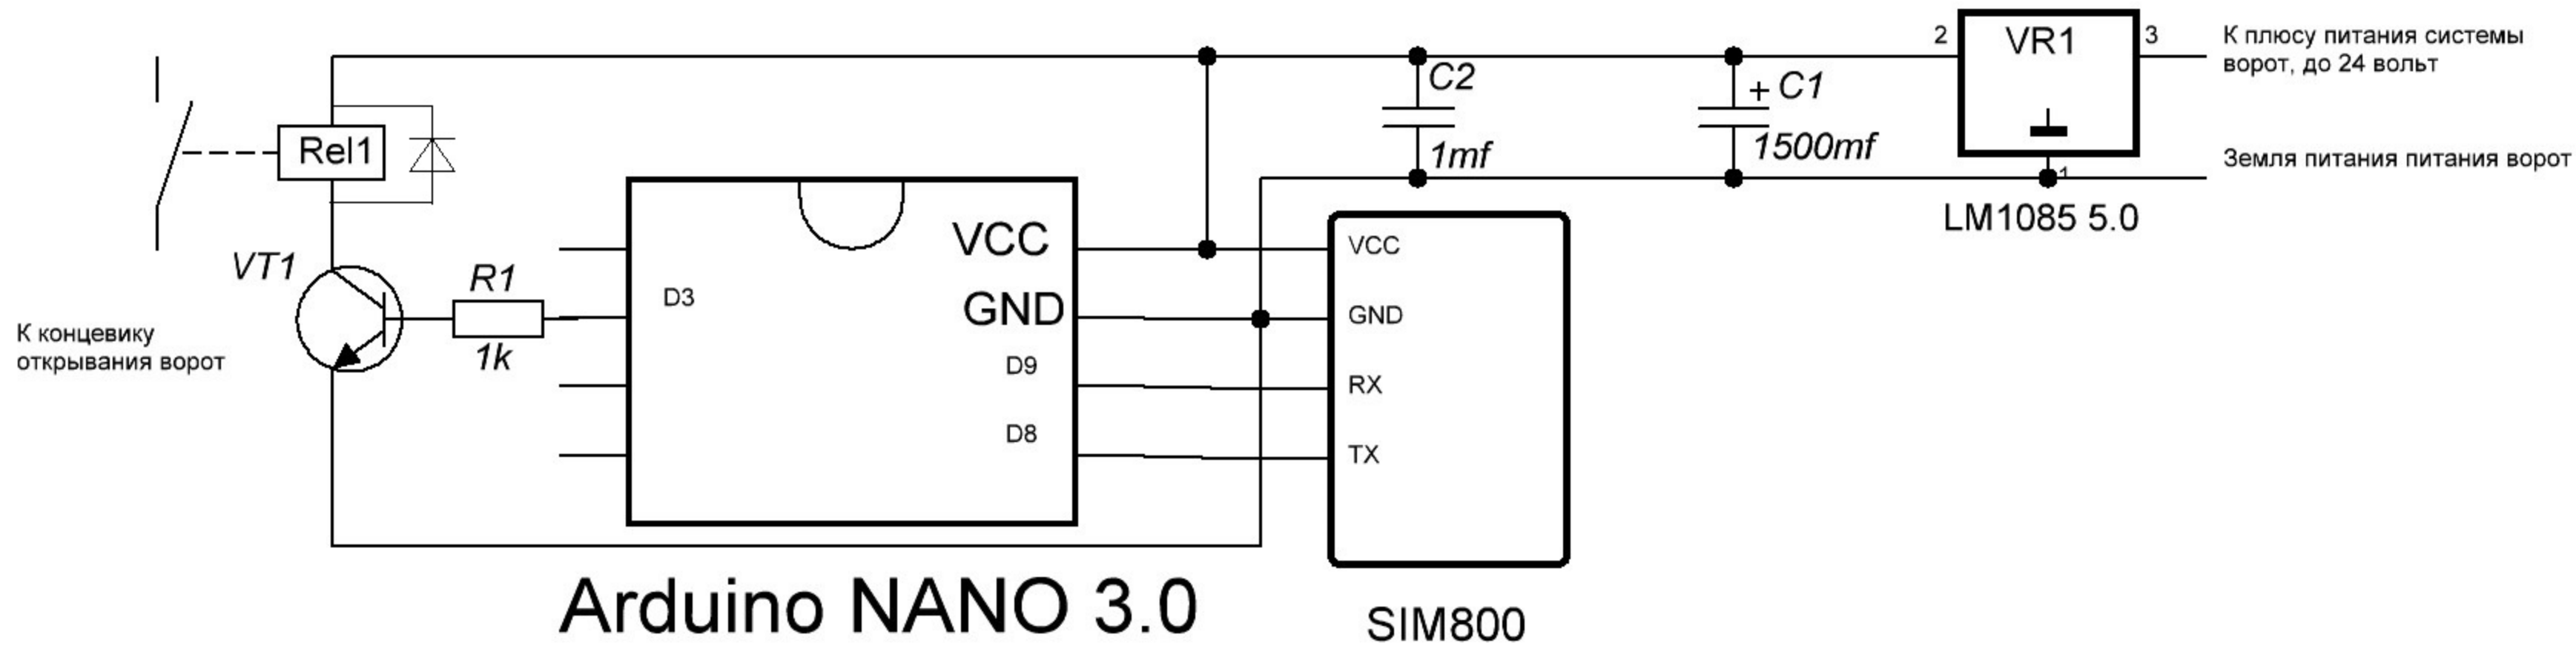 2
VR1
3
К плюсу питания системы
ворот, до 24 вольт
C2
+ C1
1mf
1500mf
Земля питания питания ворот
1
LM1085 5.0
Rel1
VT1
R1
1k
К концевику
открывания ворот
D3
VCC
GND
D9
D8
VCC
GND
RX
TX
Arduino NANO 3.0
SIM800